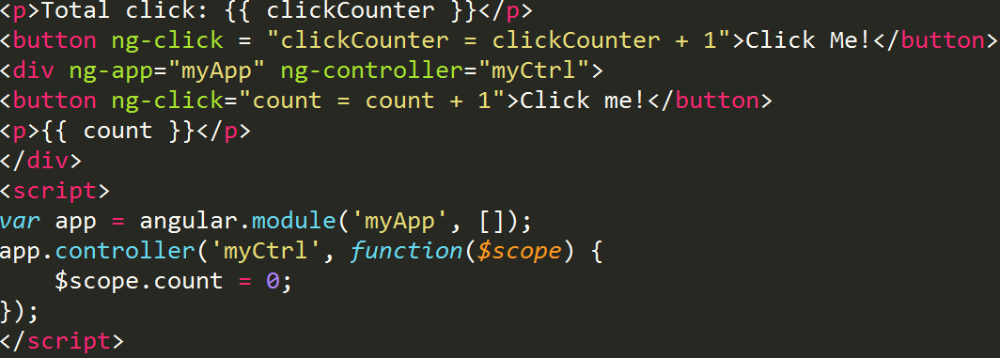 <p>Total click: {{ clickCounter }}</p>
<button ng-click = "clickCounter = clickCounter + 1">Click Me!</button>
<div ng-app="myApp" ng-controller="myCtrl">
<button ng-click="count = count + 1">Click me!</button>
<p>{{ count }}</p>
</div>
<script>
var app = angular.module('myApp', []);
app.controller('myCtrl', function($scope) {
    $scope.count = 0;
});
</script>